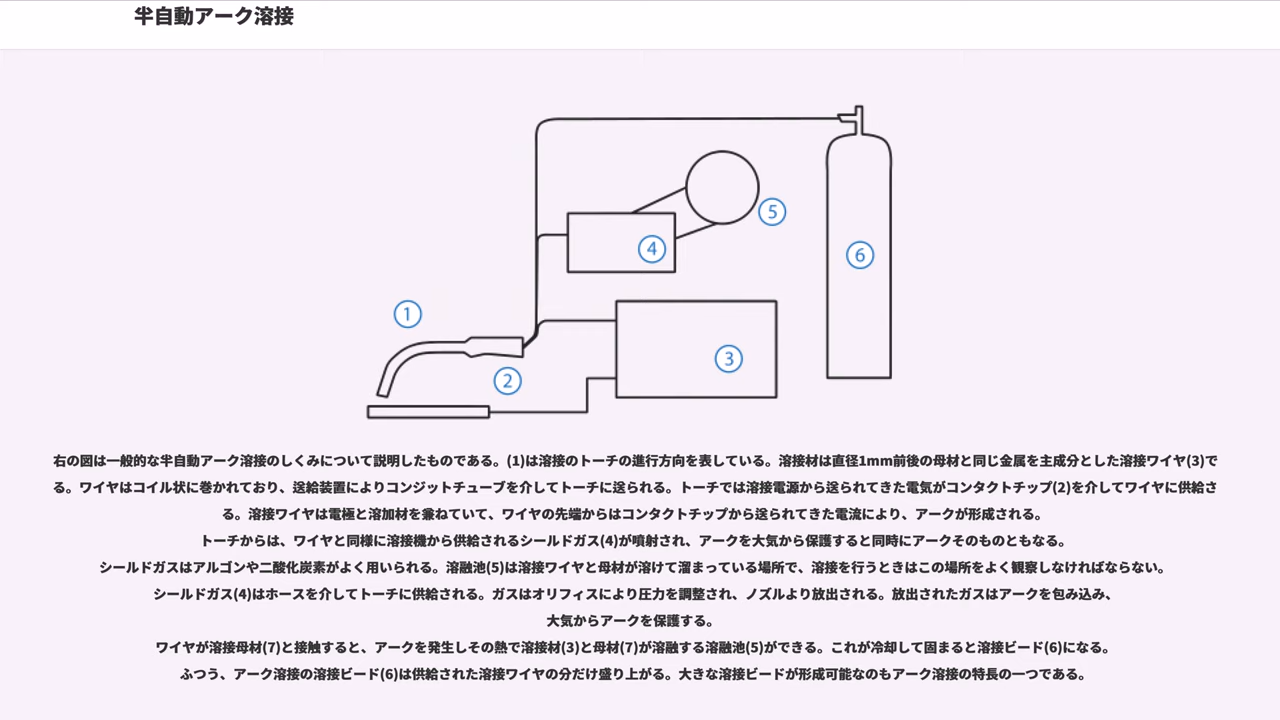 半自動アーク溶接
①
②
③
④
⑤
⑥
右の図は一般的な半自動アーク溶接のしくみについて説明したものである。(1)は溶接のトーチの進行方向を表している。溶接材は直径1mm前後の母材と同じ金属を主成分とした溶接ワイヤ(3)で
る。ワイヤはコイル状に巻かれており、送給装置によりコンジットチューブを介してトーチに送られる。トーチでは溶接電源から送られてきた電気がコンタクトチップ(2)を介してワイヤに供給さ
る。溶接ワイヤは電極と溶加材を兼ねていて、ワイヤの先端からはコンタクトチップから送られてきた電流により、アークが形成される。
トーチからは、ワイヤと同様に溶接機から供給されるシールドガス(4)が噴射され、アークを大気から保護すると同時にアークそのものともなる。
シールドガスはアルゴンや二酸化炭素がよく用いられる。溶融池(5)は溶接ワイヤと母材が溶けて溜まっている場所で、溶接を行うときはこの場所をよく観察しなければならない。
シールドガス(4)はホースを介してトーチに供給される。ガスはオリフィスにより圧力を調整され、ノズルより放出される。放出されたガスはアークを包み込み、
大気からアークを保護する。
ワイヤが溶接母材(7)と接触すると、アークを発生しその熱で溶接材(3)と母材(7)が溶融する溶融池(5)ができる。これが冷却して固まると溶接ビード(6)になる。
ふつう、アーク溶接の溶接ビード(6)は供給された溶接ワイヤの分だけ盛り上がる。大きな溶接ビードが形成可能なのもアーク溶接の特長の一つである。